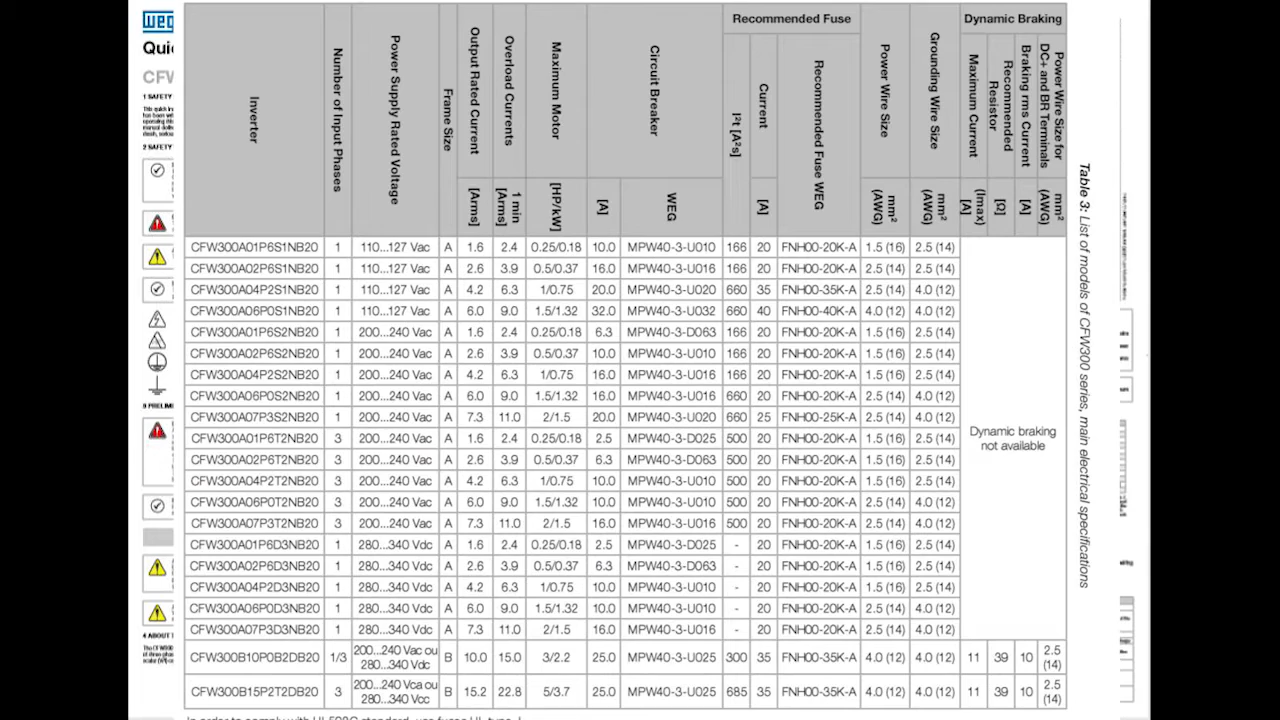 WEG
Qui
CFW
1 SAFETY
2 SAFETY
3 PRELIMI
4 ABOUT T
Table 3: List of models of CFW300 series, main electrical specifications
Inverter Number of Input Phases Power Supply Rated Voltage Frame Size Output Rated Current Overload Currents Maximum Motor Circuit Breaker Recommended Fuse Power Wire Size Grounding Wire Size Dynamic Braking
I²t [A²s] Current Recommended Fuse WEG Maximum Current Recommended Resistor Braking rms Current Power Wire Size for DC+ and BR Terminals
[Arms] 1 min [Arms] [HP/kW] [A] WEG [A] mm² (AWG) mm² (AWG) (Imax) [A] [Ω] [A] mm² (AWG)
CFW300A01P6S1NB20 1 110...127 Vac A 1.6 2.4 0.25/0.18 10.0 MPW40-3-U010 166 20 FNH00-20K-A 1.5 (16) 2.5 (14)
CFW300A02P6S1NB20 1 110...127 Vac A 2.6 3.9 0.5/0.37 16.0 MPW40-3-U016 166 20 FNH00-20K-A 2.5 (14) 2.5 (14)
CFW300A04P2S1NB20 1 110...127 Vac A 4.2 6.3 1/0.75 20.0 MPW40-3-U020 660 35 FNH00-35K-A 2.5 (14) 4.0 (12)
CFW300A06P0S1NB20 1 110...127 Vac A 6.0 9.0 1.5/1.32 32.0 MPW40-3-U032 660 40 FNH00-40K-A 4.0 (12) 4.0 (12)
CFW300A01P6S2NB20 1 200...240 Vac A 1.6 2.4 0.25/0.18 6.3 MPW40-3-D063 166 20 FNH00-20K-A 1.5 (16) 2.5 (14)
CFW300A02P6S2NB20 1 200...240 Vac A 2.6 3.9 0.5/0.37 10.0 MPW40-3-U010 166 20 FNH00-20K-A 1.5 (16) 2.5 (14)
CFW300A04P2S2NB20 1 200...240 Vac A 4.2 6.3 1/0.75 16.0 MPW40-3-U016 166 20 FNH00-20K-A 1.5 (16) 2.5 (14)
CFW300A06P0S2NB20 1 200...240 Vac A 6.0 9.0 1.5/1.32 16.0 MPW40-3-U016 660 20 FNH00-20K-A 2.5 (14) 4.0 (12)
CFW300A07P3S2NB20 1 200...240 Vac A 7.3 11.0 2/1.5 20.0 MPW40-3-U020 660 25 FNH00-25K-A 2.5 (14) 4.0 (12)
CFW300A01P6T2NB20 3 200...240 Vac A 1.6 2.4 0.25/0.18 2.5 MPW40-3-D025 500 20 FNH00-20K-A 1.5 (16) 2.5 (14)
Dynamic braking not available
CFW300A02P6T2NB20 3 200...240 Vac A 2.6 3.9 0.5/0.37 6.3 MPW40-3-D063 500 20 FNH00-20K-A 1.5 (16) 2.5 (14)
CFW300A04P2T2NB20 3 200...240 Vac A 4.2 6.3 1/0.75 10.0 MPW40-3-U010 500 20 FNH00-20K-A 1.5 (16) 2.5 (14)
CFW300A06P0T2NB20 3 200...240 Vac A 6.0 9.0 1.5/1.32 10.0 MPW40-3-U010 500 20 FNH00-20K-A 2.5 (14) 4.0 (12)
CFW300A07P3T2NB20 3 200...240 Vac A 7.3 11.0 2/1.5 16.0 MPW40-3-U016 500 20 FNH00-20K-A 2.5 (14) 4.0 (12)
CFW300A01P6D3NB20 1 280...340 Vdc A 1.6 2.4 0.25/0.18 2.5 MPW40-3-D025 - 20 FNH00-20K-A 1.5 (16) 2.5 (14)
CFW300A02P6D3NB20 1 280...340 Vdc A 2.6 3.9 0.5/0.37 6.3 MPW40-3-D063 - 20 FNH00-20K-A 1.5 (16) 2.5 (14)
CFW300A04P2D3NB20 1 280...340 Vdc A 4.2 6.3 1/0.75 10.0 MPW40-3-U010 - 20 FNH00-20K-A 1.5 (16) 2.5 (14)
CFW300A06P0D3NB20 1 280...340 Vdc A 6.0 9.0 1.5/1.32 10.0 MPW40-3-U010 - 20 FNH00-20K-A 2.5 (14) 4.0 (12)
CFW300A07P3D3NB20 1 280...340 Vdc A 7.3 11.0 2/1.5 16.0 MPW40-3-U016 - 20 FNH00-20K-A 2.5 (14) 4.0 (12)
CFW300B10P0B2DB20 1/3 200...240 Vac ou 280...340 Vdc B 10.0 15.0 3/2.2 25.0 MPW40-3-U025 300 35 FNH00-35K-A 4.0 (12) 4.0 (12) 11 39 10 2.5 (14)
CFW300B15P2T2DB20 3 200...240 Vca ou 280...340 Vcc B 15.2 22.8 5/3.7 25.0 MPW40-3-U025 685 35 FNH00-35K-A 4.0 (12) 4.0 (12) 11 39 10 2.5 (14)